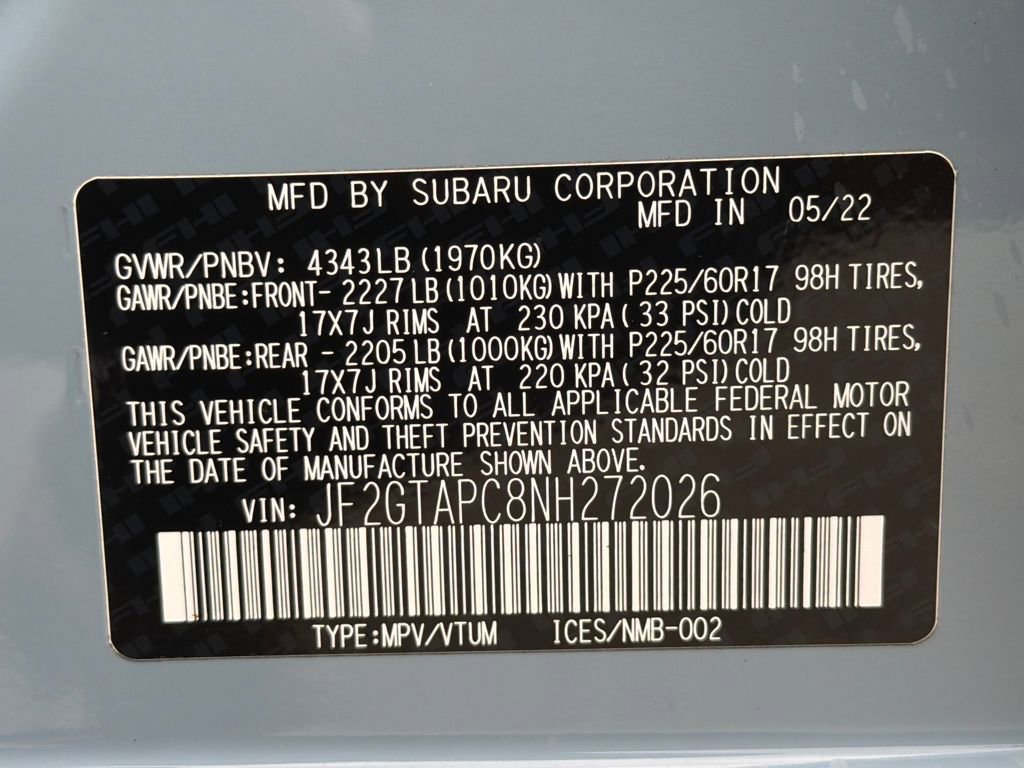 MFD BY SUBARU CORPORATION
MFD IN 05/22
GVWR/PNBV: 4343LB (1970KG)
GAWR/PNBE:FRONT- 2227LB (1010KG) WITH P225/60R17 98H TIRES,
17X7J RIMS AT 230 KPA ( 33 PSI) COLD
GAWR/PNBE:REAR - 2205LB (1000KG) WITH P225/60R17 98H TIRES,
17X7J RIMS AT 220 KPA ( 32 PSI) COLD
THIS VEHICLE CONFORMS TO ALL APPLICABLE FEDERAL MOTOR
VEHICLE SAFETY AND THEFT PREVENTION STANDARDS IN EFFECT ON
THE DATE OF MANUFACTURE SHOWN ABOVE.
VIN: JF2GTAPC8NH272026
TYPE:MPV/VTUM ICES/NMB-002